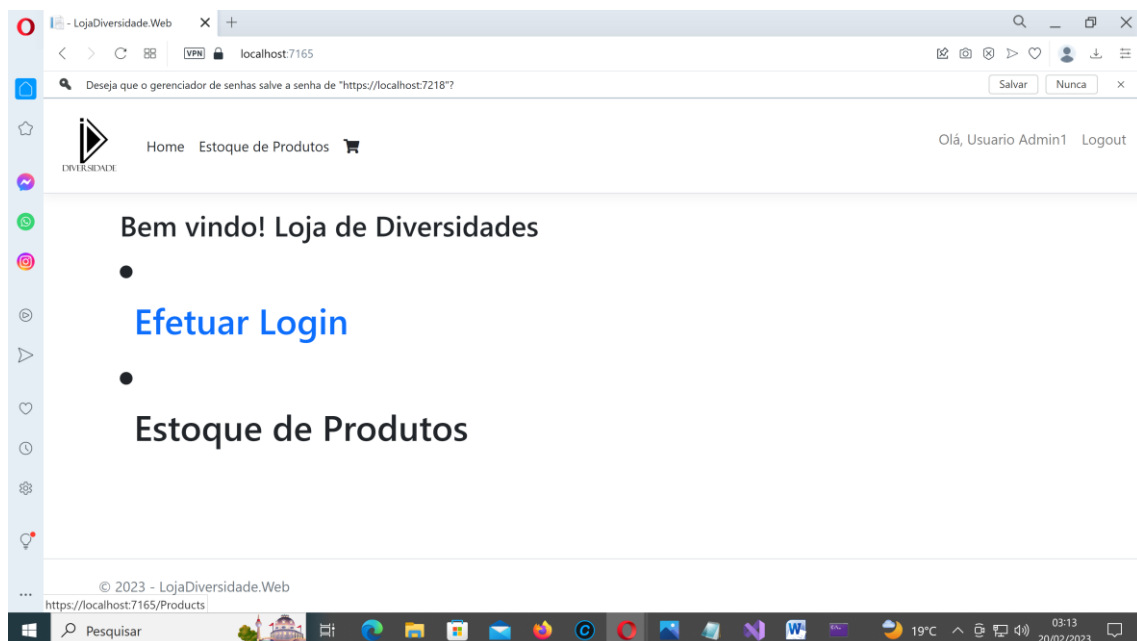 - LojaDiversidade.Web
VPN localhost:7165
Deseja que o gerenciador de senhas salve a senha de "https://localhost:7218"? Salvar Nunca
DIVERSIDADE
Home Estoque de Produtos Olá, Usuario Admin1 Logout
Bem vindo! Loja de Diversidades
Efetuar Login
Estoque de Produtos
© 2023 - LojaDiversidade.Web
https://localhost:7165/Products
Pesquisar 19°C 03:13
20/02/2023